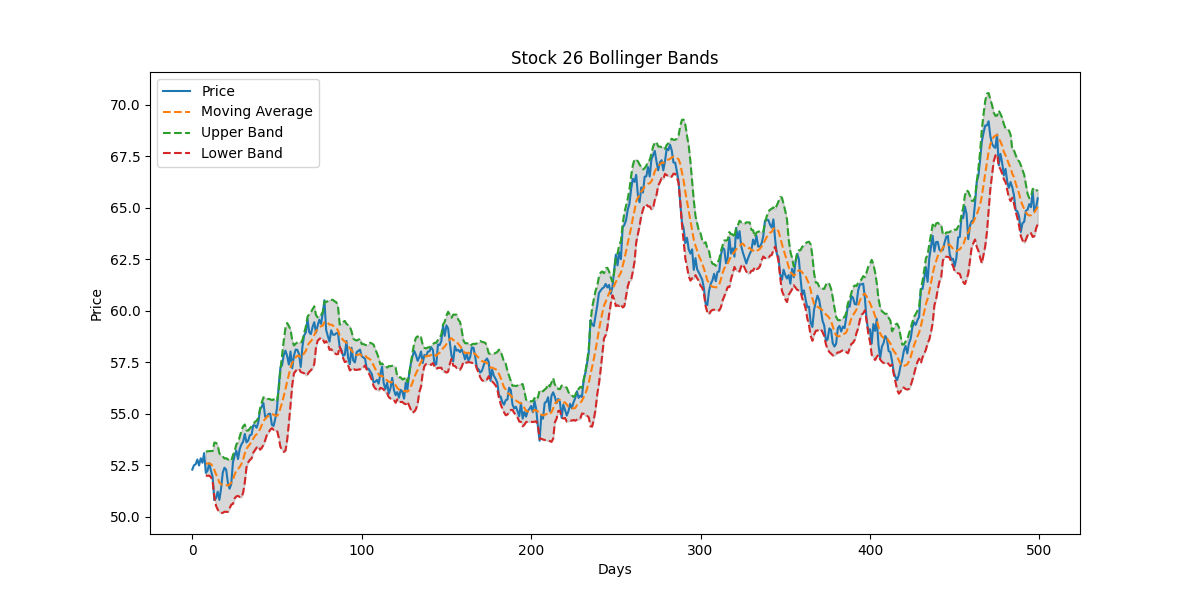 Stock 26 Bollinger Bands
Price
Moving Average
Upper Band
Lower Band
Price
70.0
67.5
65.0
62.5
60.0
57.5
55.0
52.5
50.0
0 100 200 300 400 500
Days